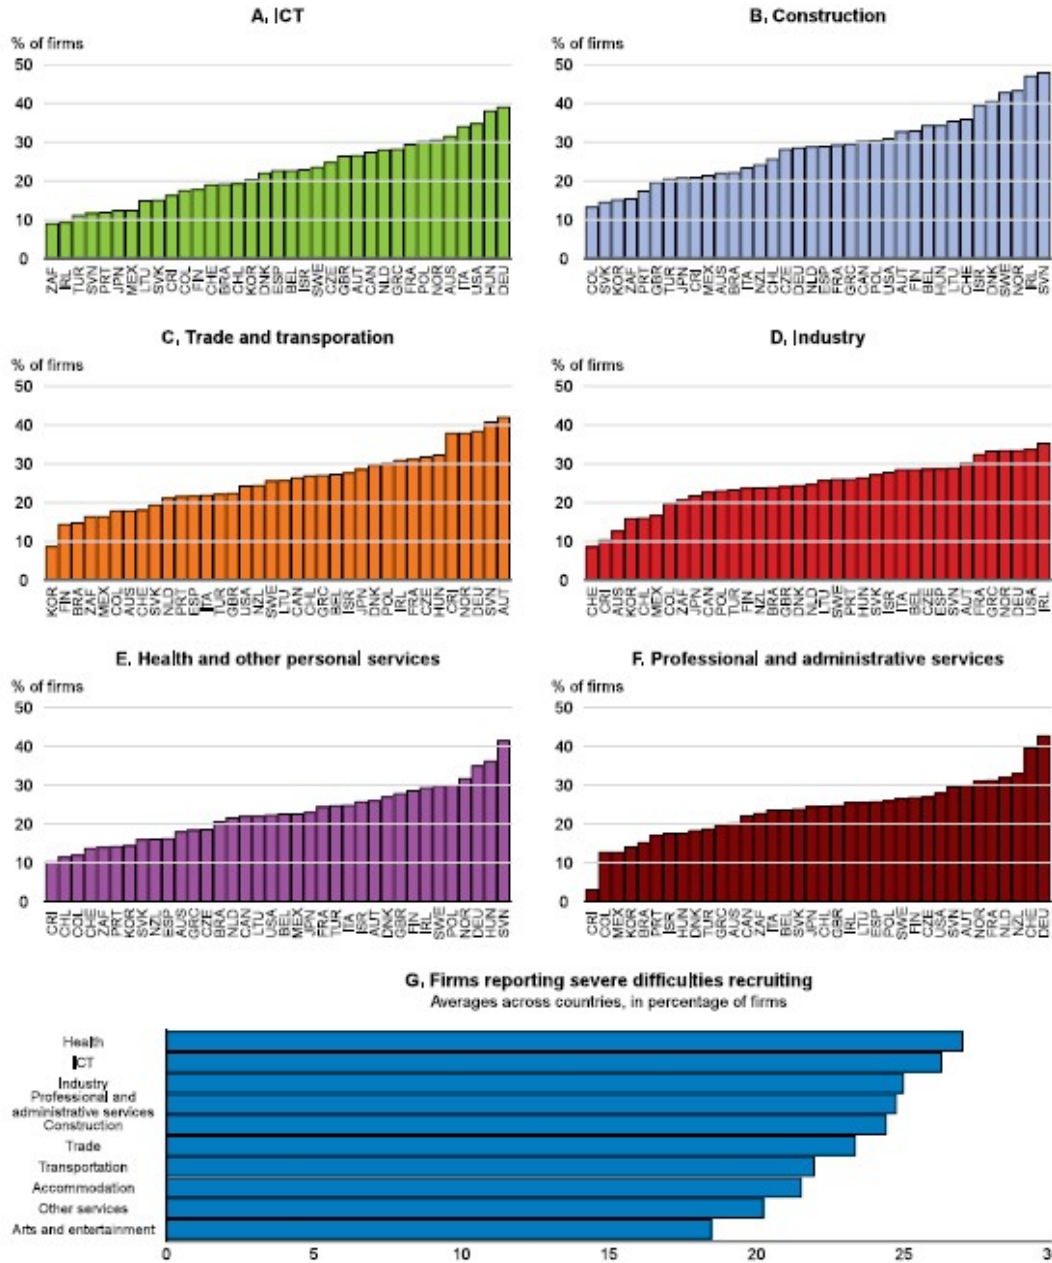 A. ICT
% of firms
50
40
30
20
10
0
ZAF IRL TUR SVN PRT JPN MEX LTU SVK CRI COL FIN CHE BRA CHL KOR DNK ESP BEL ISR SWE CZE GBR AUT CAN NLD GRC FRA POL NOR AUS ITA USA HUN DEU
B. Construction
% of firms
50
40
30
20
10
0
COL SVK KOR ZAF PRT GBR TUR JPN CRI MEX AUS BRA ITA NZL CHL CZE DEU NLD ESP FRA GRC CAN POL USA AUT FIN BEL HUN LTU CHE ISR DNK SWE NOR IRL SVN
C. Trade and transporation
% of firms
50
40
30
20
10
0
KOR FIN BRA ZAF MEX COL AUS CHE SVK NLD PRT ESP ITA TUR GBR USA NZL SWE LTU CAN CHL GRC BEL ISR JPN DNK POL IRL FRA CZE HUN CRI NOR DEU SVN AUT
D. Industry
% of firms
50
40
30
20
10
0
CHE CRI AUS KOR CHL MEX COL ZAF JPN CAN POL TUR FIN NZL BRA GBR DNK NLD LTU SWE PRT HUN SVK ISR ITA BEL CZE ESP SVN AUT FRA GRC NOR DEU USA IRL
E. Health and other personal services
% of firms
50
40
30
20
10
0
CRI CHL COL CHE ZAF PRT KOR SVK NZL ESP AUS GRC CZE BRA NLD CAN LTU USA BEL MEX JPN FRA TUR ITA ISR AUT DNK GBR FIN IRL SWE POL NOR DEU HUN SVN
F. Professional and administrative services
% of firms
50
40
30
20
10
0
CRI COL MEX KOR BRA PRT ISR HUN DNK TUR GRC AUS CAN ZAF ITA BEL SVK JPN CHL GBR IRL LTU ESP POL SWE FIN CZE USA SVN AUT NOR FRA NLD NZL CHE DEU
G. Firms reporting severe difficulties recruiting
Averages across countries, in percentage of firms
Health
ICT
Industry
Professional and
administrative services
Construction
Trade
Transportation
Accommodation
Other services
Arts and entertainment
0 5 10 15 20 25